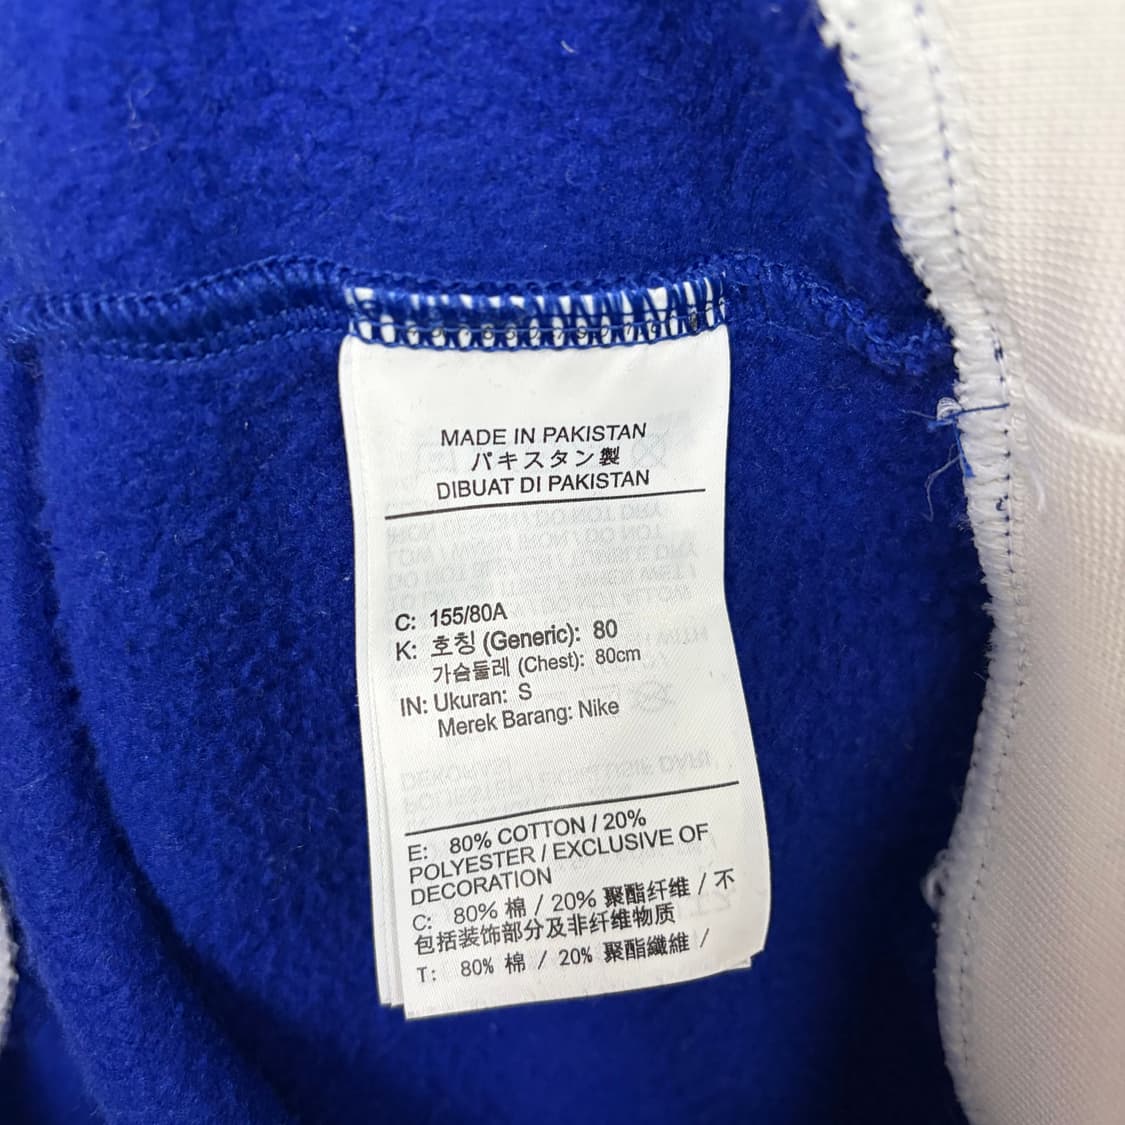 MADE IN PAKISTAN
パキスタン製
DIBUAT DI PAKISTAN
C: 155/80A
K: 호칭 (Generic): 80
가슴둘레 (Chest): 80cm
IN: Ukuran: S
Merek Barang: Nike
E: 80% COTTON / 20%
POLYESTER / EXCLUSIVE OF
DECORATION
C: 80% 棉 / 20% 聚酯纤维 / 不
包括装饰部分及非纤维物质
T: 80% 棉 / 20% 聚酯纖維 /